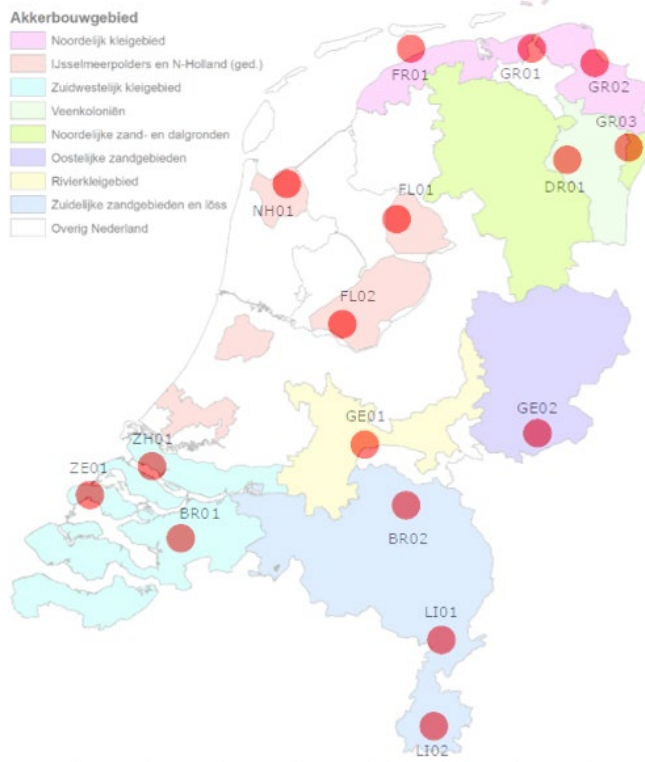 Akkerbouwgebied
Noordelijk kleigebied
IJsselmeerpolders en N-Holland (ged.)
Zuidwestelijk kleigebied
Veenkoloniën
Noordelijke zand- en dalgronden
Oostelijke zandgebieden
Rivierkleigebied
Zuidelijke zandgebieden en löss
Overig Nederland
FR01
GR01
GR02
GR03
DR01
NH01
FL01
FL02
GE01
GE02
ZH01
ZE01
BR01
BR02
LI01
LI02